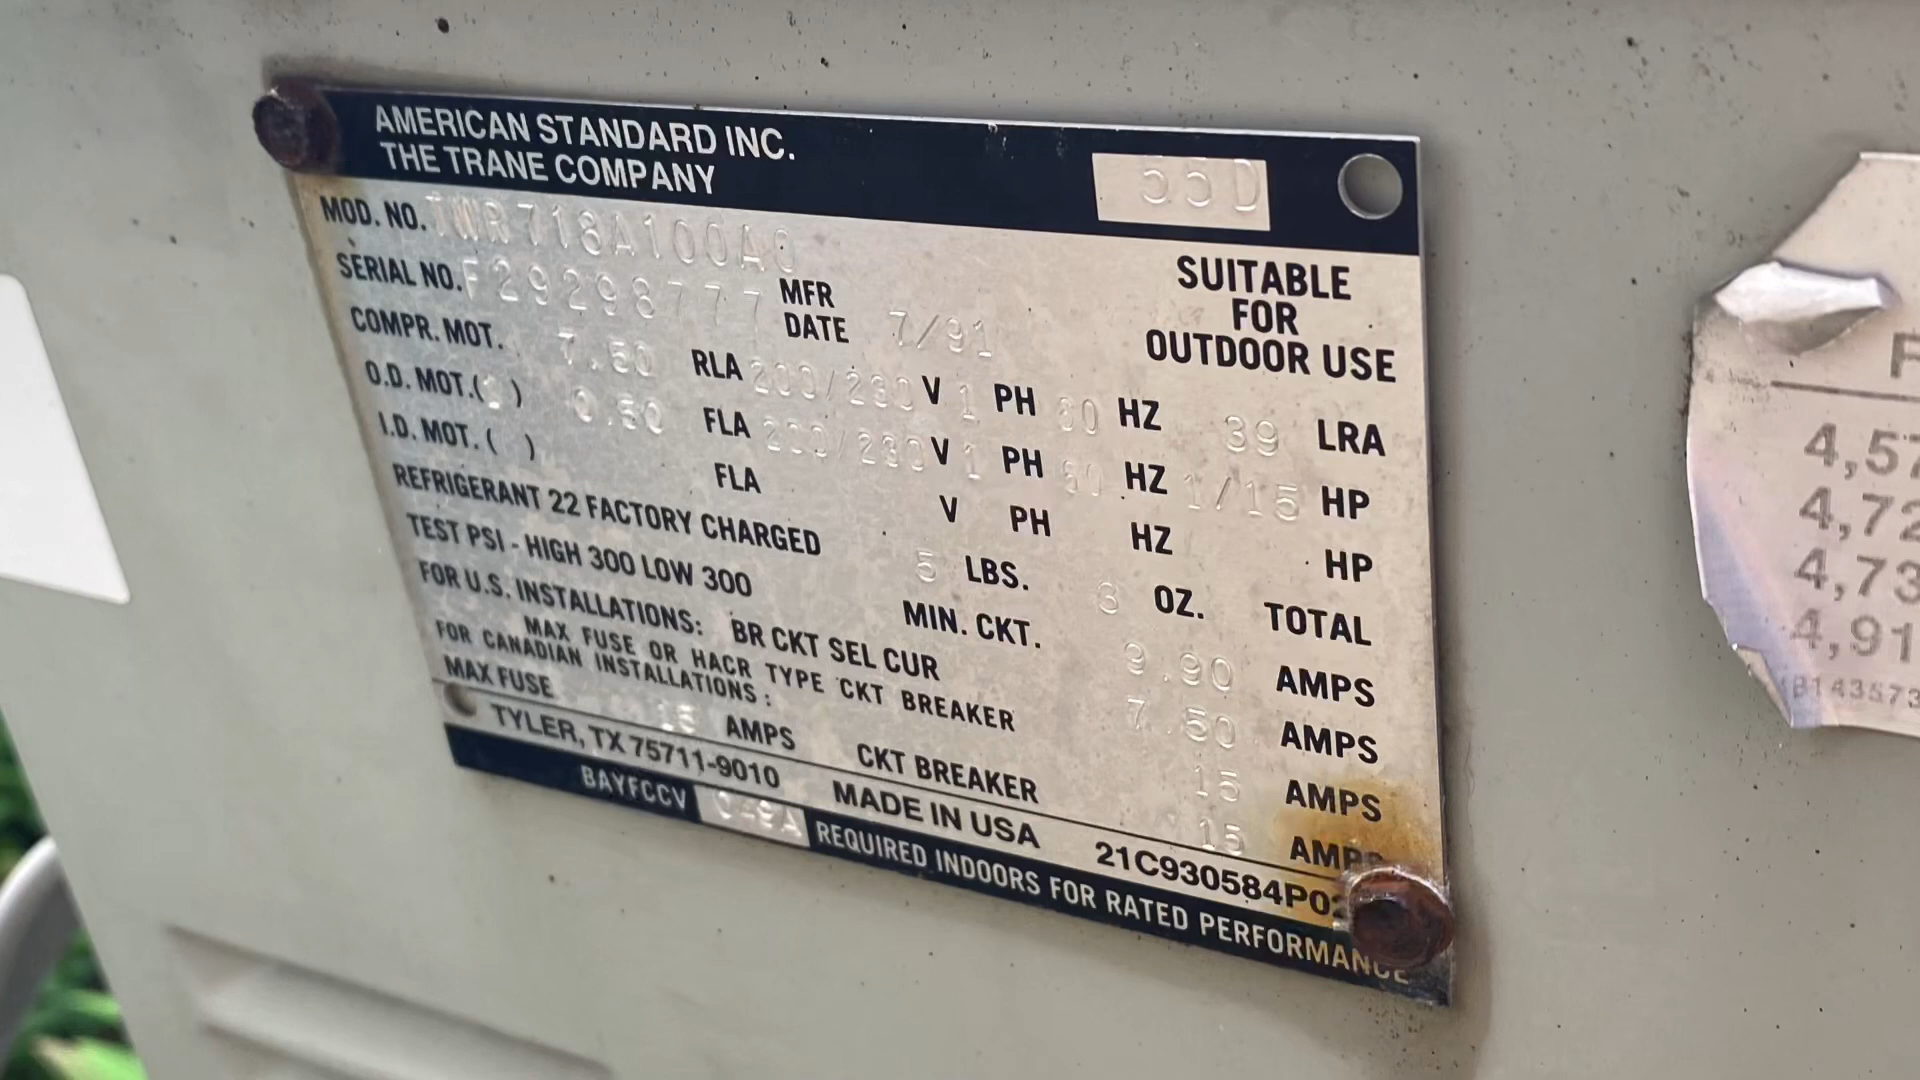 AMERICAN STANDARD INC.
THE TRANE COMPANY
55D
MOD. NO. TWR718A100A0
SERIAL NO. F29298777 MFR DATE 7/91
SUITABLE
FOR
OUTDOOR USE
COMPR. MOT. 7.50 RLA 200/230 V 1 PH 60 HZ 39 LRA
O.D. MOT.( ) 0.50 FLA 200/230 V 1 PH 60 HZ 1/15 HP
I.D. MOT. ( ) FLA V PH HZ HP
REFRIGERANT 22 FACTORY CHARGED 5 LBS. 3 OZ. TOTAL
TEST PSI - HIGH 300 LOW 300 MIN. CKT. 9.90 AMPS
FOR U.S. INSTALLATIONS: BR CKT SEL CUR 7.50 AMPS
MAX FUSE OR HACR TYPE CKT BREAKER 15 AMPS
FOR CANADIAN INSTALLATIONS:
MAX FUSE 15 AMPS CKT BREAKER 15 AMPS
TYLER, TX 75711-9010 MADE IN USA 21C930584P02
BAYFCCV REQUIRED INDOORS FOR RATED PERFORMANCE
F
4,57
4,72
4,73
4,91
B143573